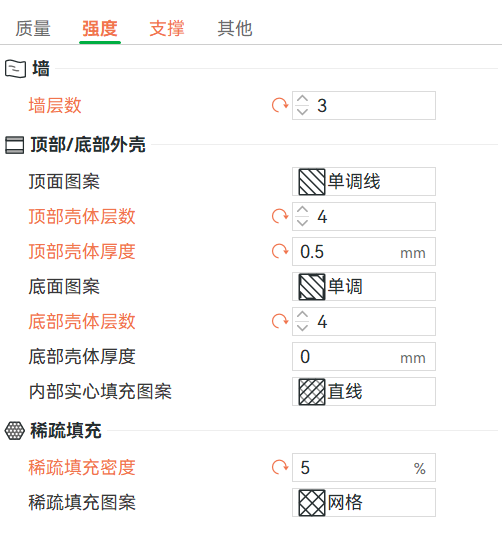 质量 强度 支撑 其他
墙
墙层数 3
顶部/底部外壳
顶面图案 单调线
顶部壳体层数 4
顶部壳体厚度 0.5 mm
底面图案 单调
底部壳体层数 4
底部壳体厚度 0 mm
内部实心填充图案 直线
稀疏填充
稀疏填充密度 5 %
稀疏填充图案 网格